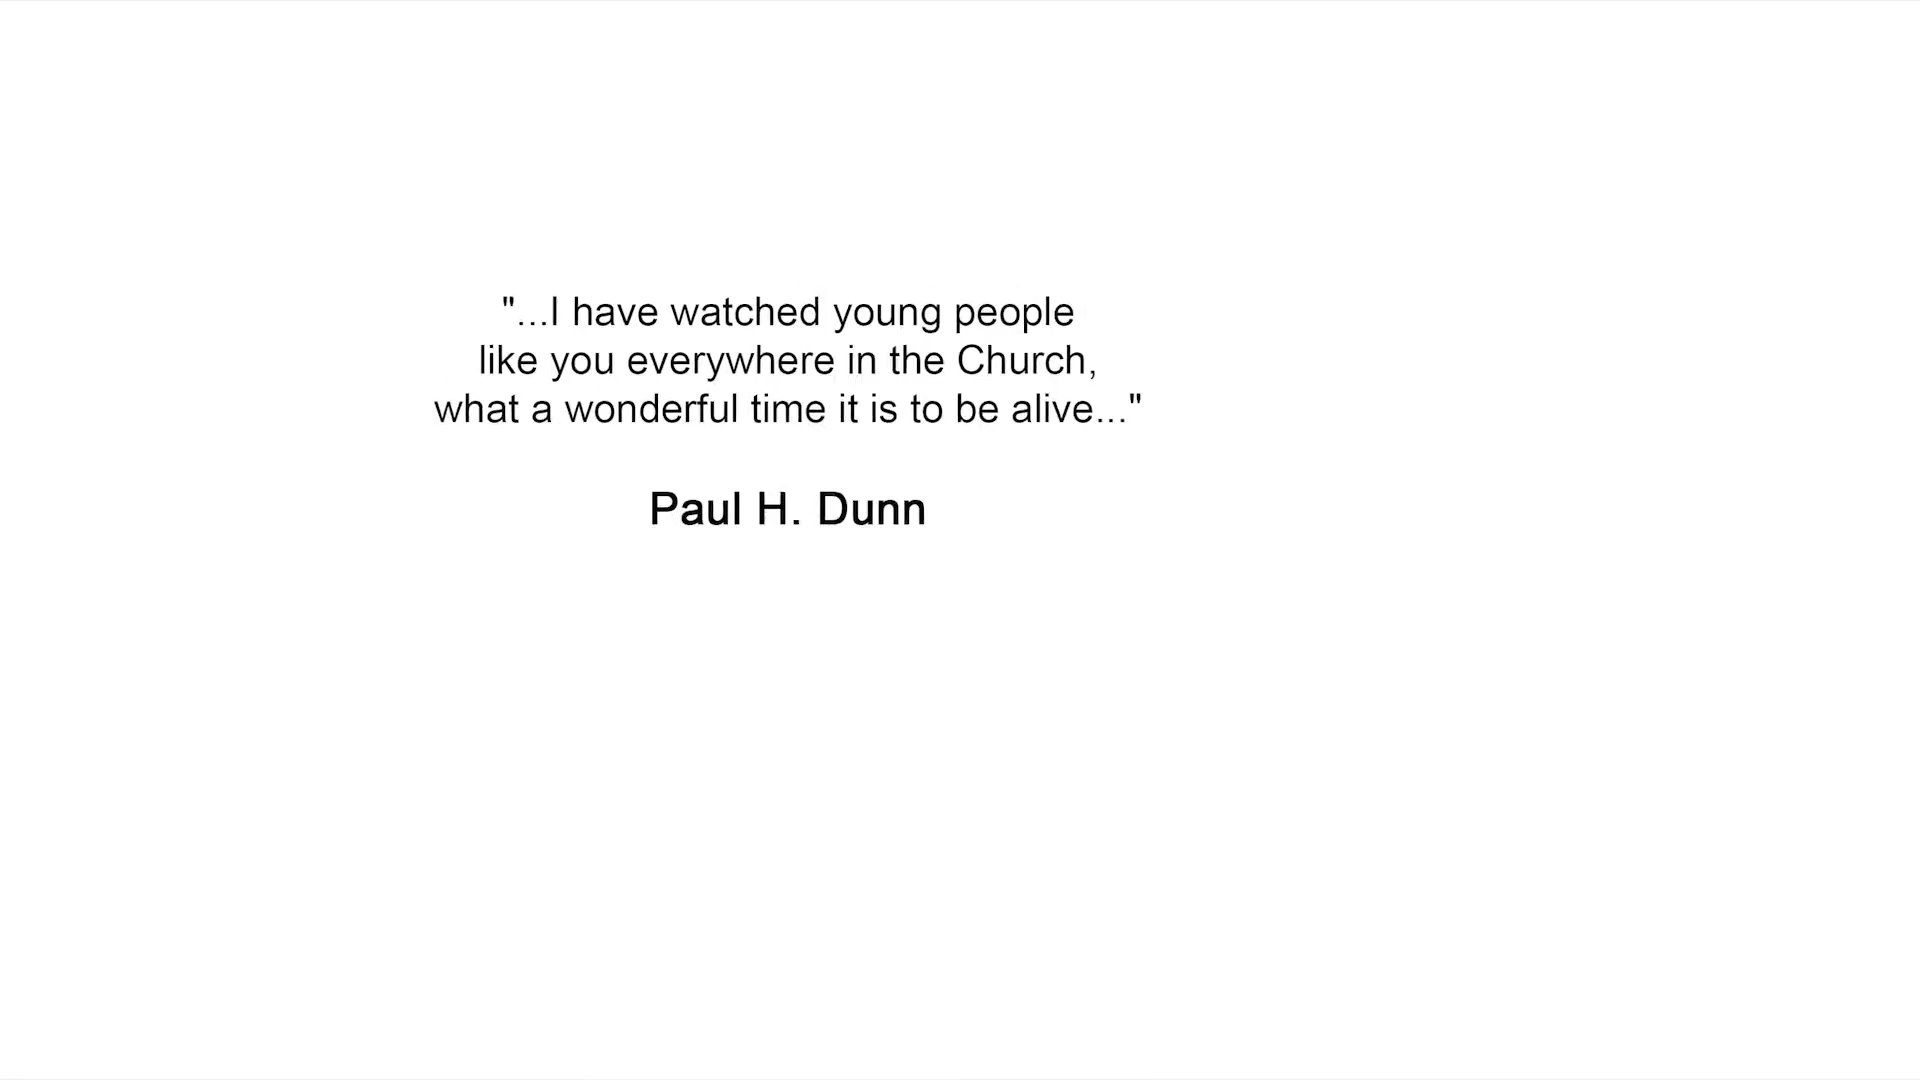 "...I have watched young people
like you everywhere in the Church,
what a wonderful time it is to be alive..."
Paul H. Dunn